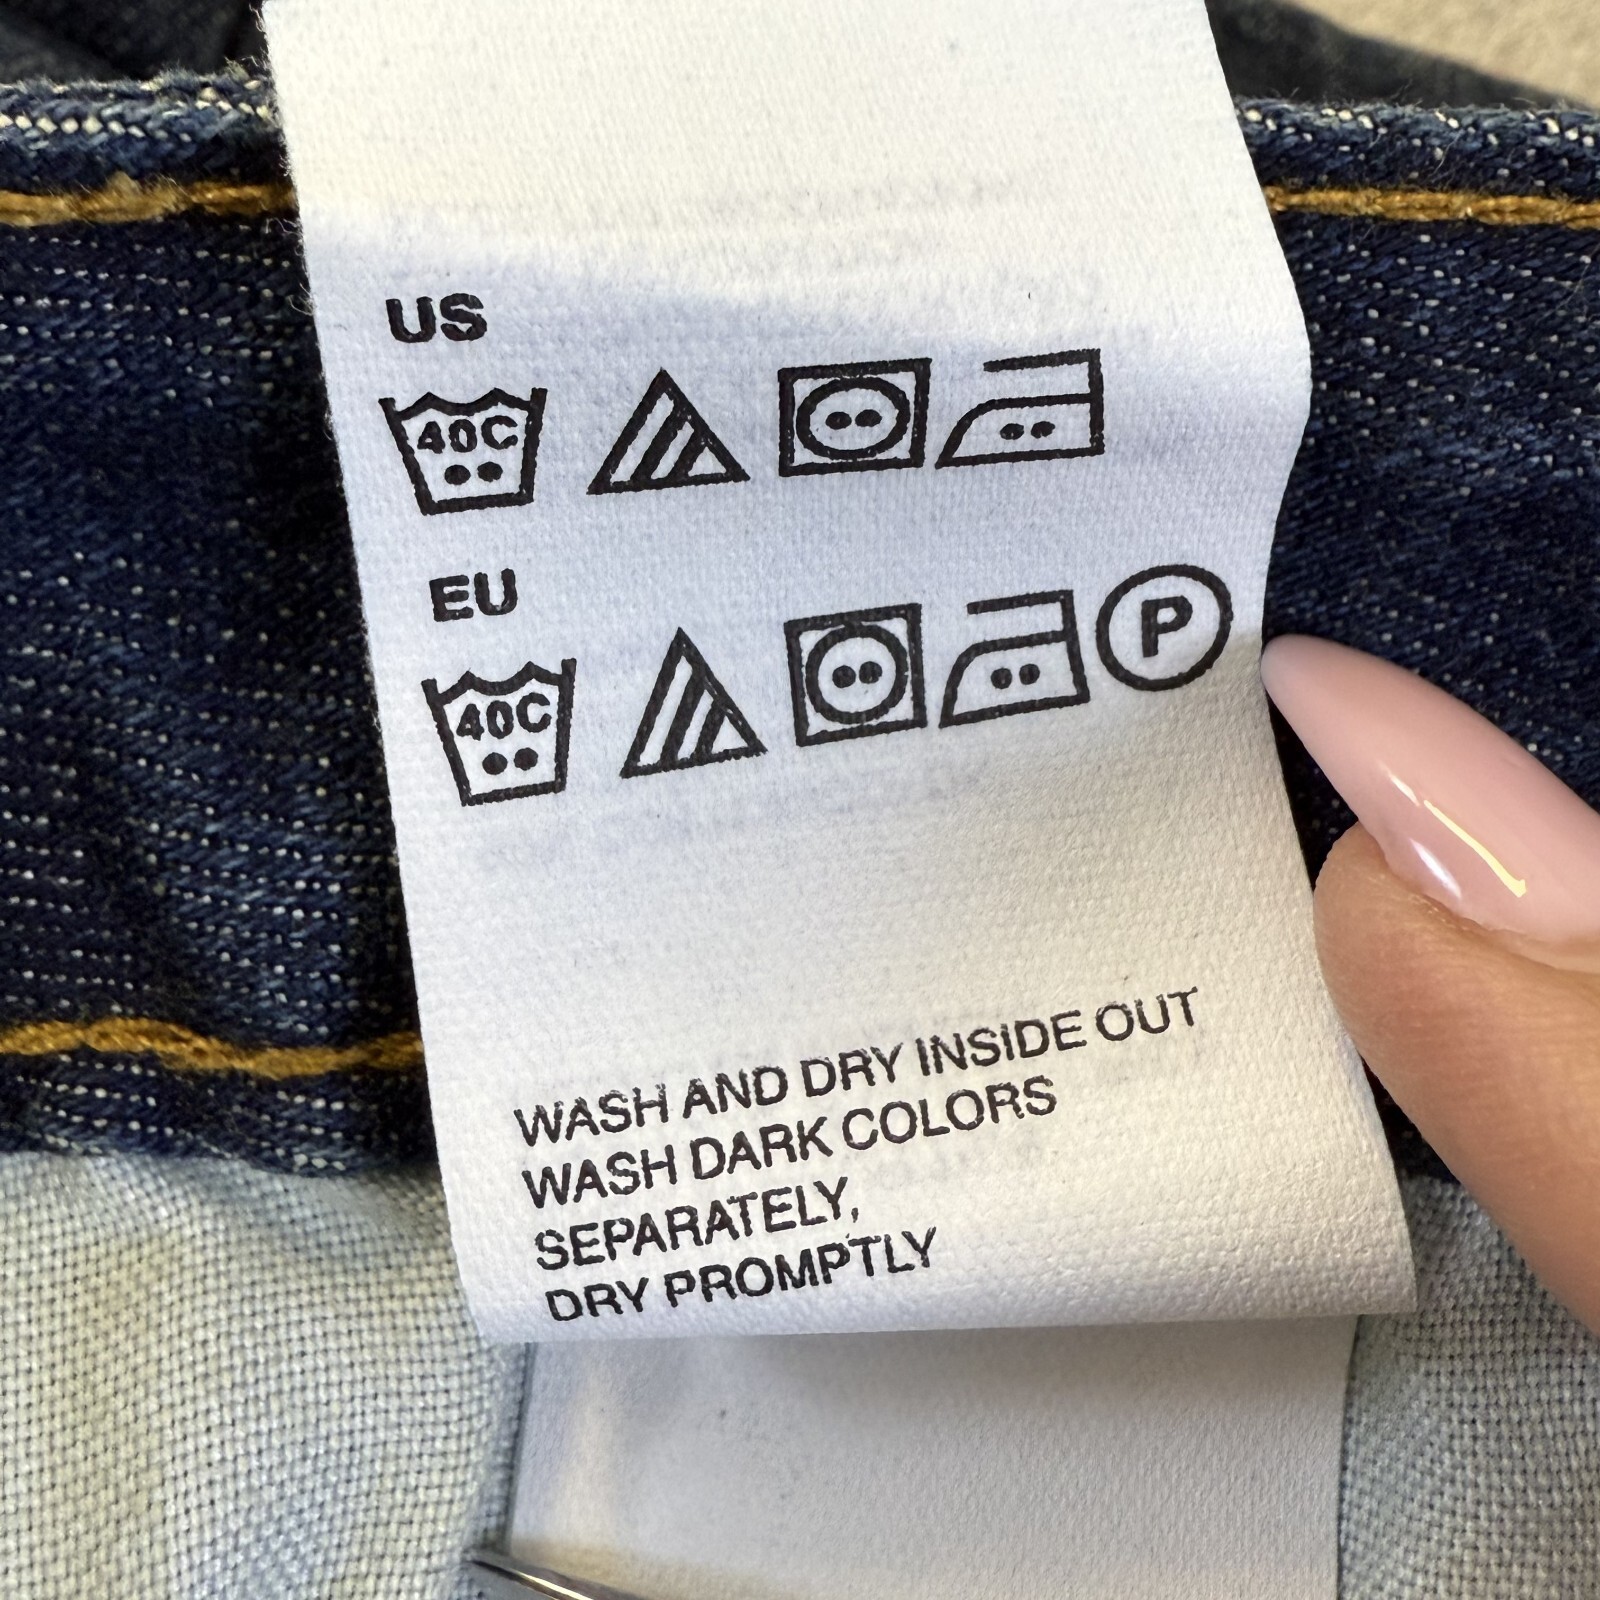 US
40C
EU
40C
P
WASH AND DRY INSIDE OUT
WASH DARK COLORS
SEPARATELY,
DRY PROMPTLY